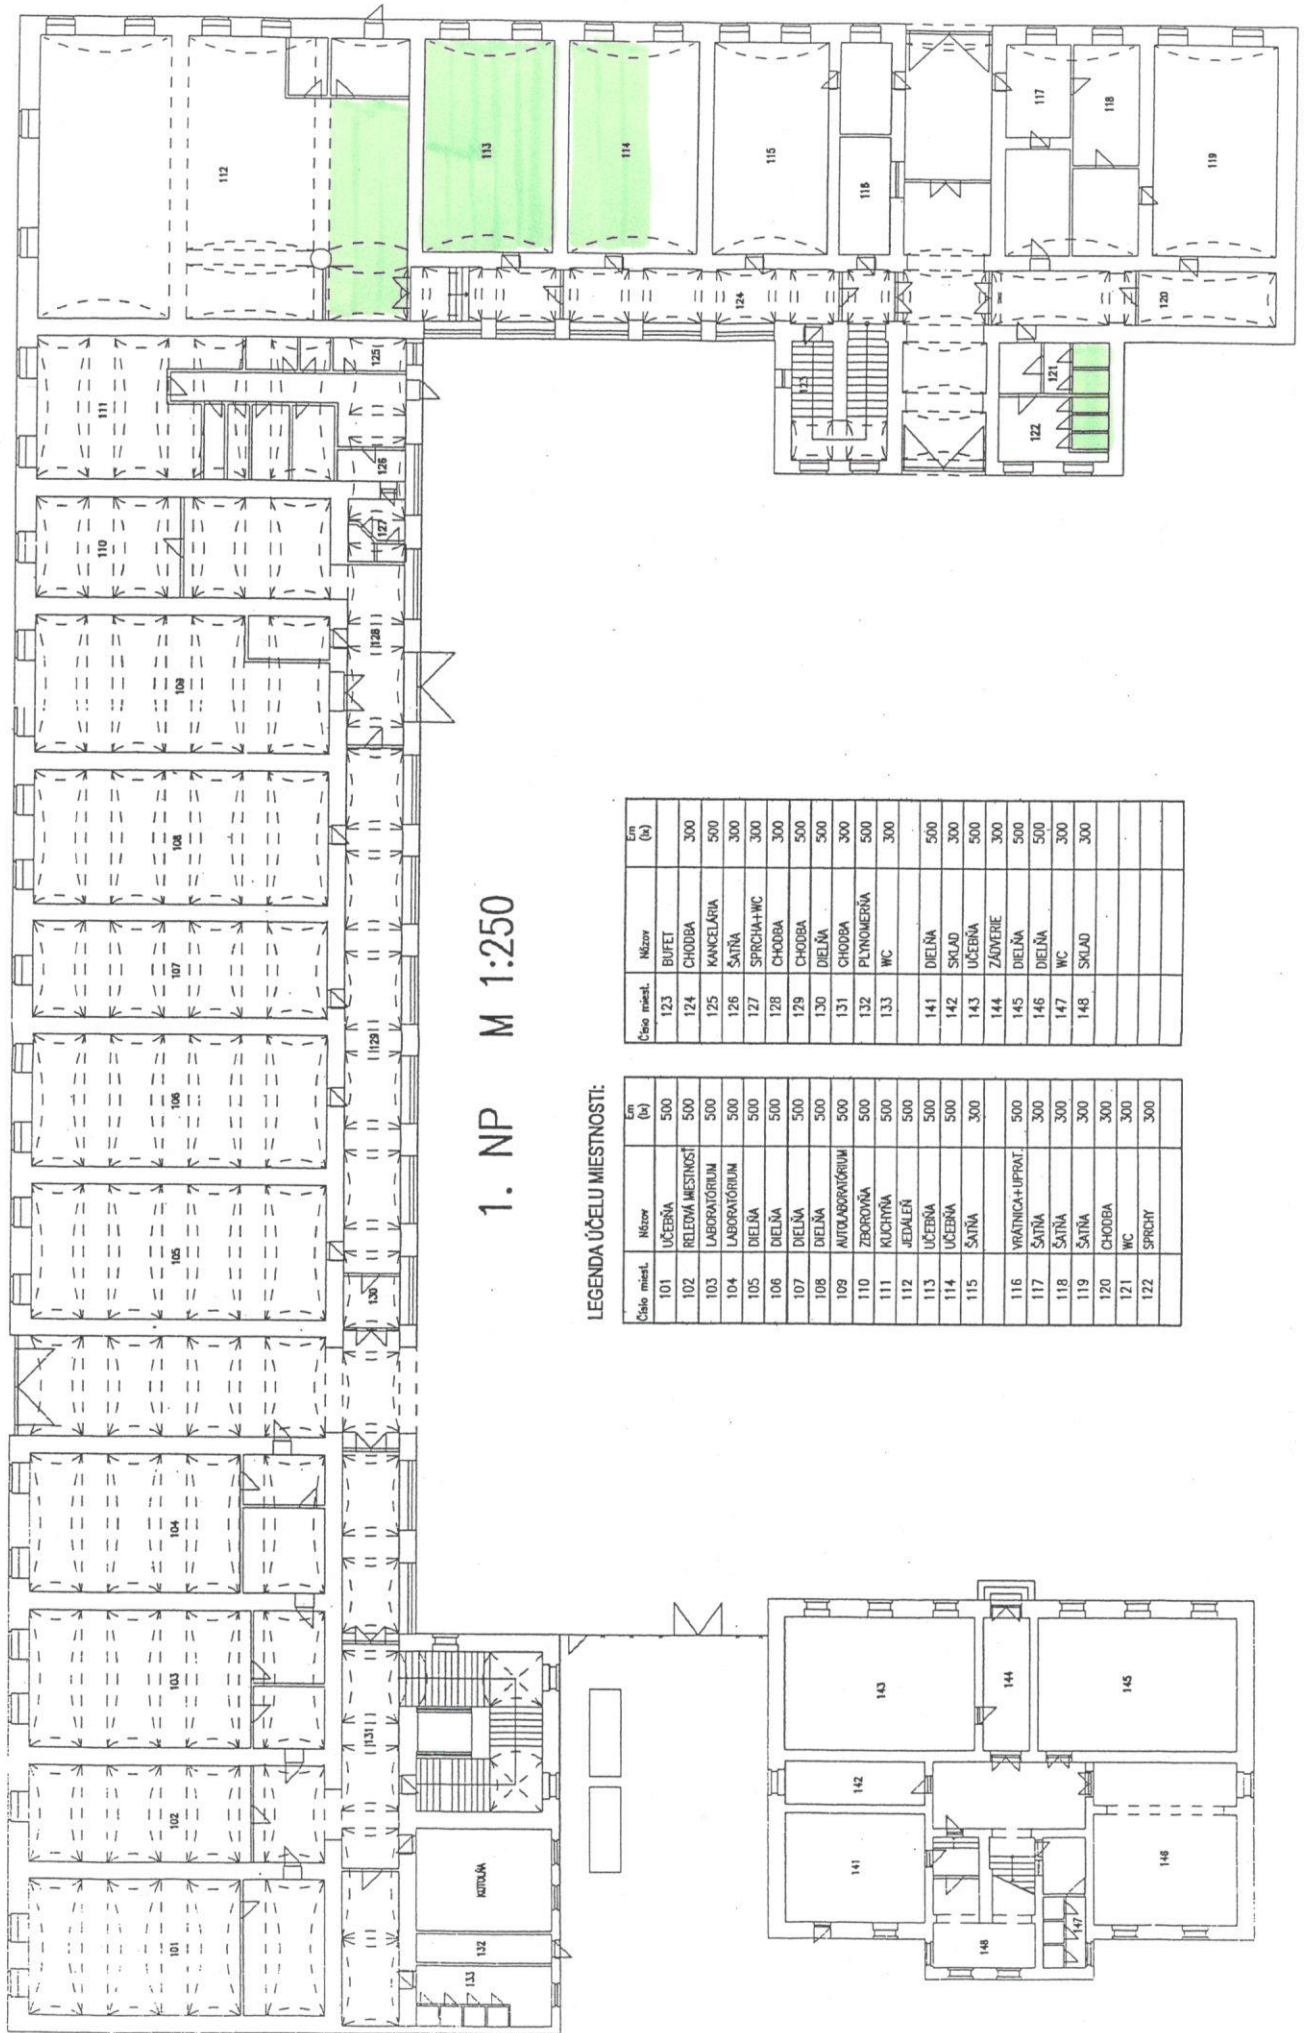 1. NP M 1:250
LEGENDA ÚČELU MIESTNOSTI:
Číslo miest. Názov Em (lx)
101 UČEBŇA 500
102 RELEOVÁ MIESTNOSŤ 500
103 LABORATÓRIUM 500
104 LABORATÓRIUM 500
105 DIELŇA 500
106 DIELŇA 500
107 DIELŇA 500
108 DIELŇA 500
109 AUTOLABORATÓRIUM 500
110 ZBOROVŇA 500
111 KUCHYŇA 500
112 JEDÁLEŇ 500
113 UČEBŇA 500
114 UČEBŇA 500
115 ŠATŇA 300
116 VRÁTNICA+UPRAT. 500
117 ŠATŇA 300
118 ŠATŇA 300
119 ŠATŇA 300
120 CHODBA 300
121 WC 300
122 SPRCHY 300
Číslo miest. Názov Em (lx)
123 BUFET
124 CHODBA 300
125 KANCELÁRIA 500
126 ŠATŇA 300
127 SPRCHA+WC 300
128 CHODBA 300
129 CHODBA 500
130 DIELŇA 500
131 CHODBA 300
132 PLYNOMERŇA 500
133 WC 300
141 DIELŇA 500
142 SKLAD 300
143 UČEBŇA 500
144 ZÁDVERIE 300
145 DIELŇA 500
146 DIELŇA 500
147 WC 300
148 SKLAD 300
101
102
103
104
105
106
107
108
109
110
111
112
113
114
115
116
117
118
119
120
121
122
123
124
125
126
127
128
129
130
131
132
133
KOTOLŇA
141
142
143
144
145
146
147
148